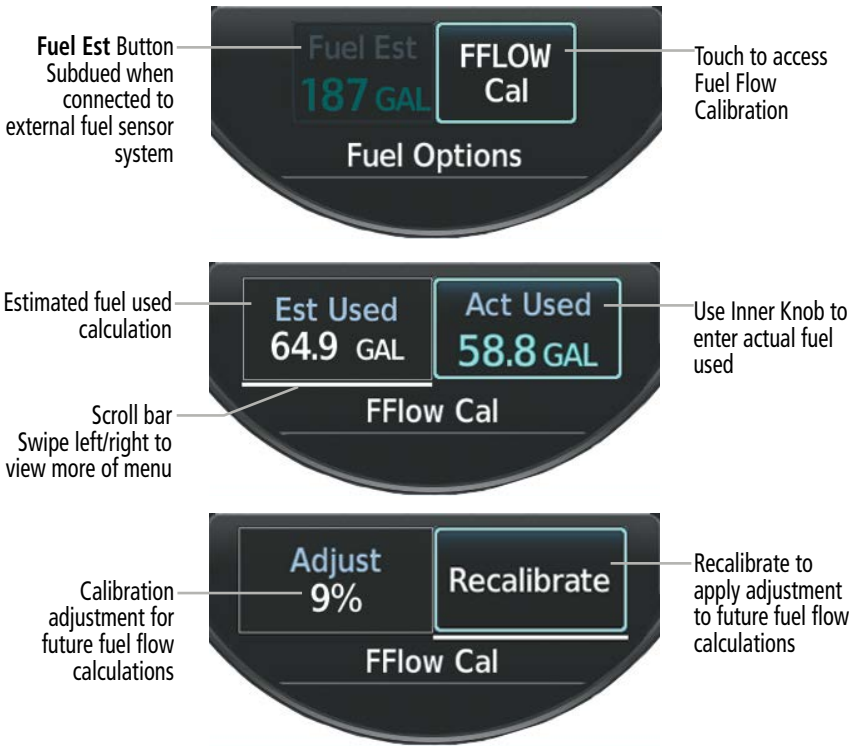 Fuel Est Button
Subdued when
connected to
external fuel sensor
system
Fuel Est
187 GAL
FFLOW
Cal
Fuel Options
Touch to access
Fuel Flow
Calibration
Estimated fuel used
calculation
Scroll bar
Swipe left/right to
view more of menu
Est Used
64.9 GAL
Act Used
58.8 GAL
FFlow Cal
Use Inner Knob to
enter actual fuel
used
Calibration
adjustment for
future fuel flow
calculations
Adjust
9%
Recalibrate
FFlow Cal
Recalibrate to
apply adjustment
to future fuel flow
calculations